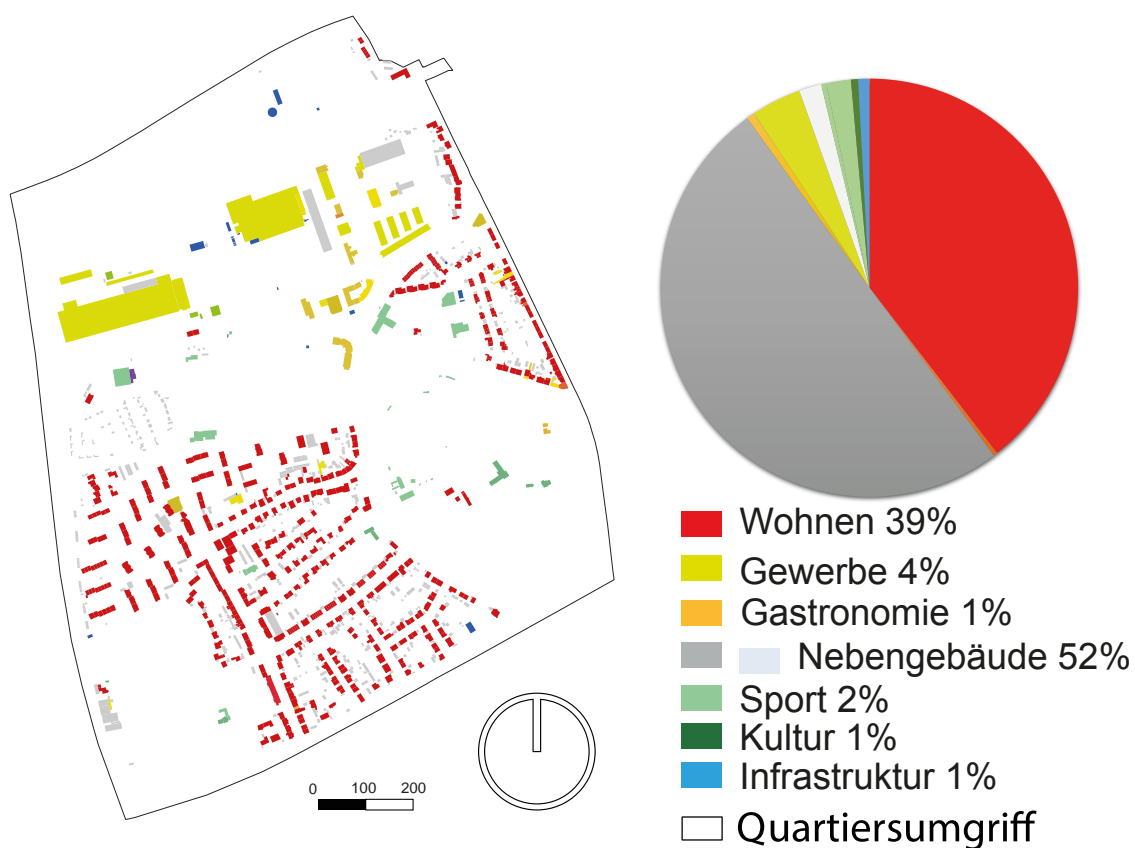 0 100 200
Wohnen 39%
Gewerbe 4%
Gastronomie 1%
Nebengebäude 52%
Sport 2%
Kultur 1%
Infrastruktur 1%
Quartiersumgriff